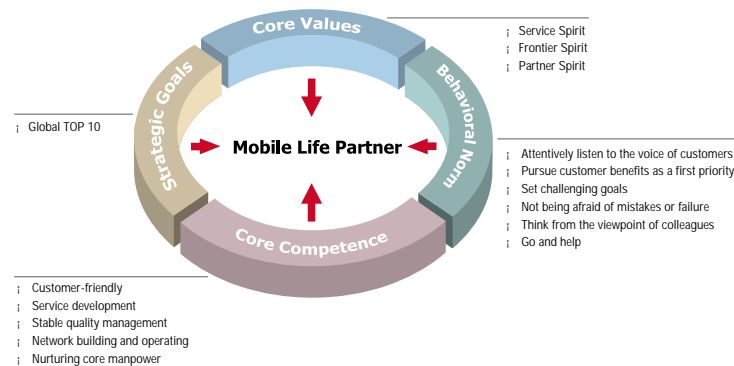 Core Values
¡ Service Spirit
¡ Frontier Spirit
¡ Partner Spirit
Strategic Goals
¡ Global TOP 10
Mobile Life Partner
Behavioral Norm
¡ Attentively listen to the voice of customers
¡ Pursue customer benefits as a first priority
¡ Set challenging goals
¡ Not being afraid of mistakes or failure
¡ Think from the viewpoint of colleagues
¡ Go and help
Core Competence
¡ Customer-friendly
¡ Service development
¡ Stable quality management
¡ Network building and operating
¡ Nurturing core manpower